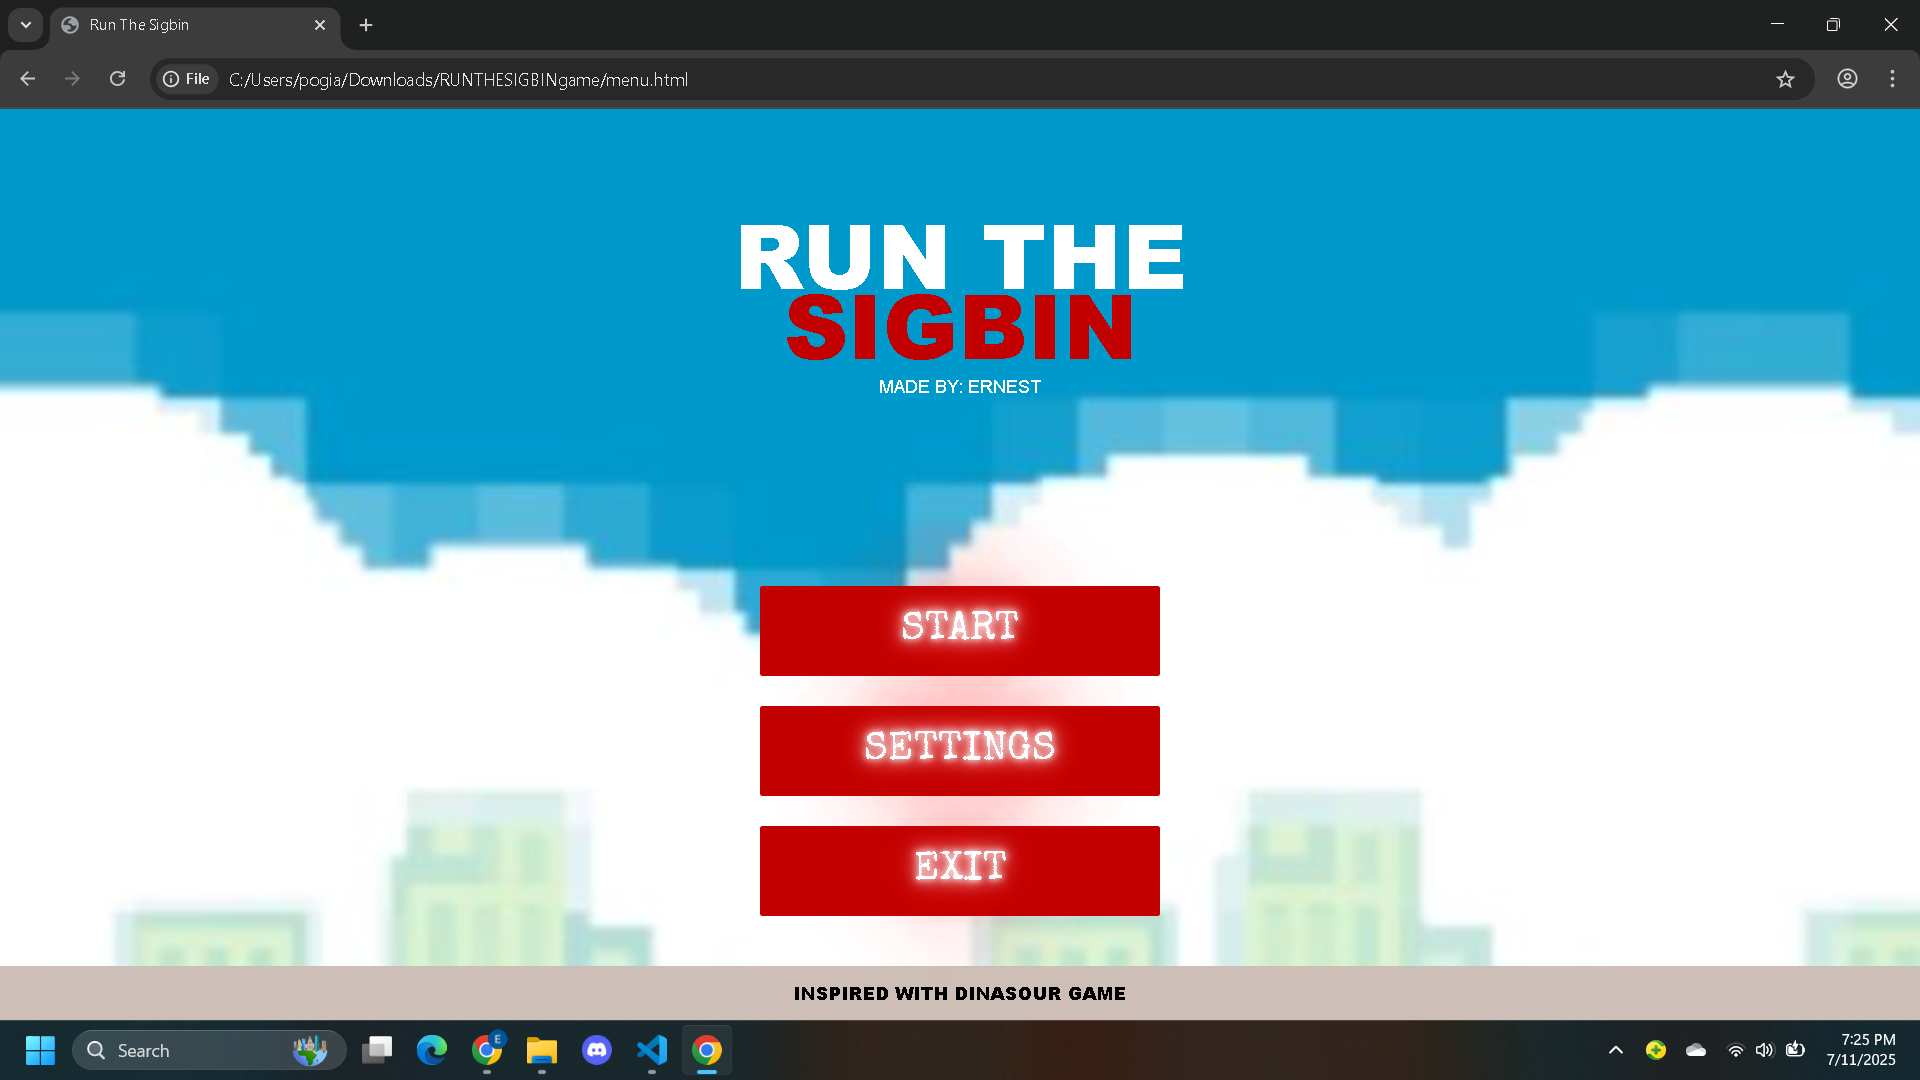 Run The Sigbin
File
C:/Users/pogia/Downloads/RUNTHESIGBINgame/menu.html
RUN THE
SIGBIN
MADE BY: ERNEST
START
SETTINGS
EXIT
INSPIRED WITH DINASOUR GAME
Search
E
7:25 PM
7/11/2025